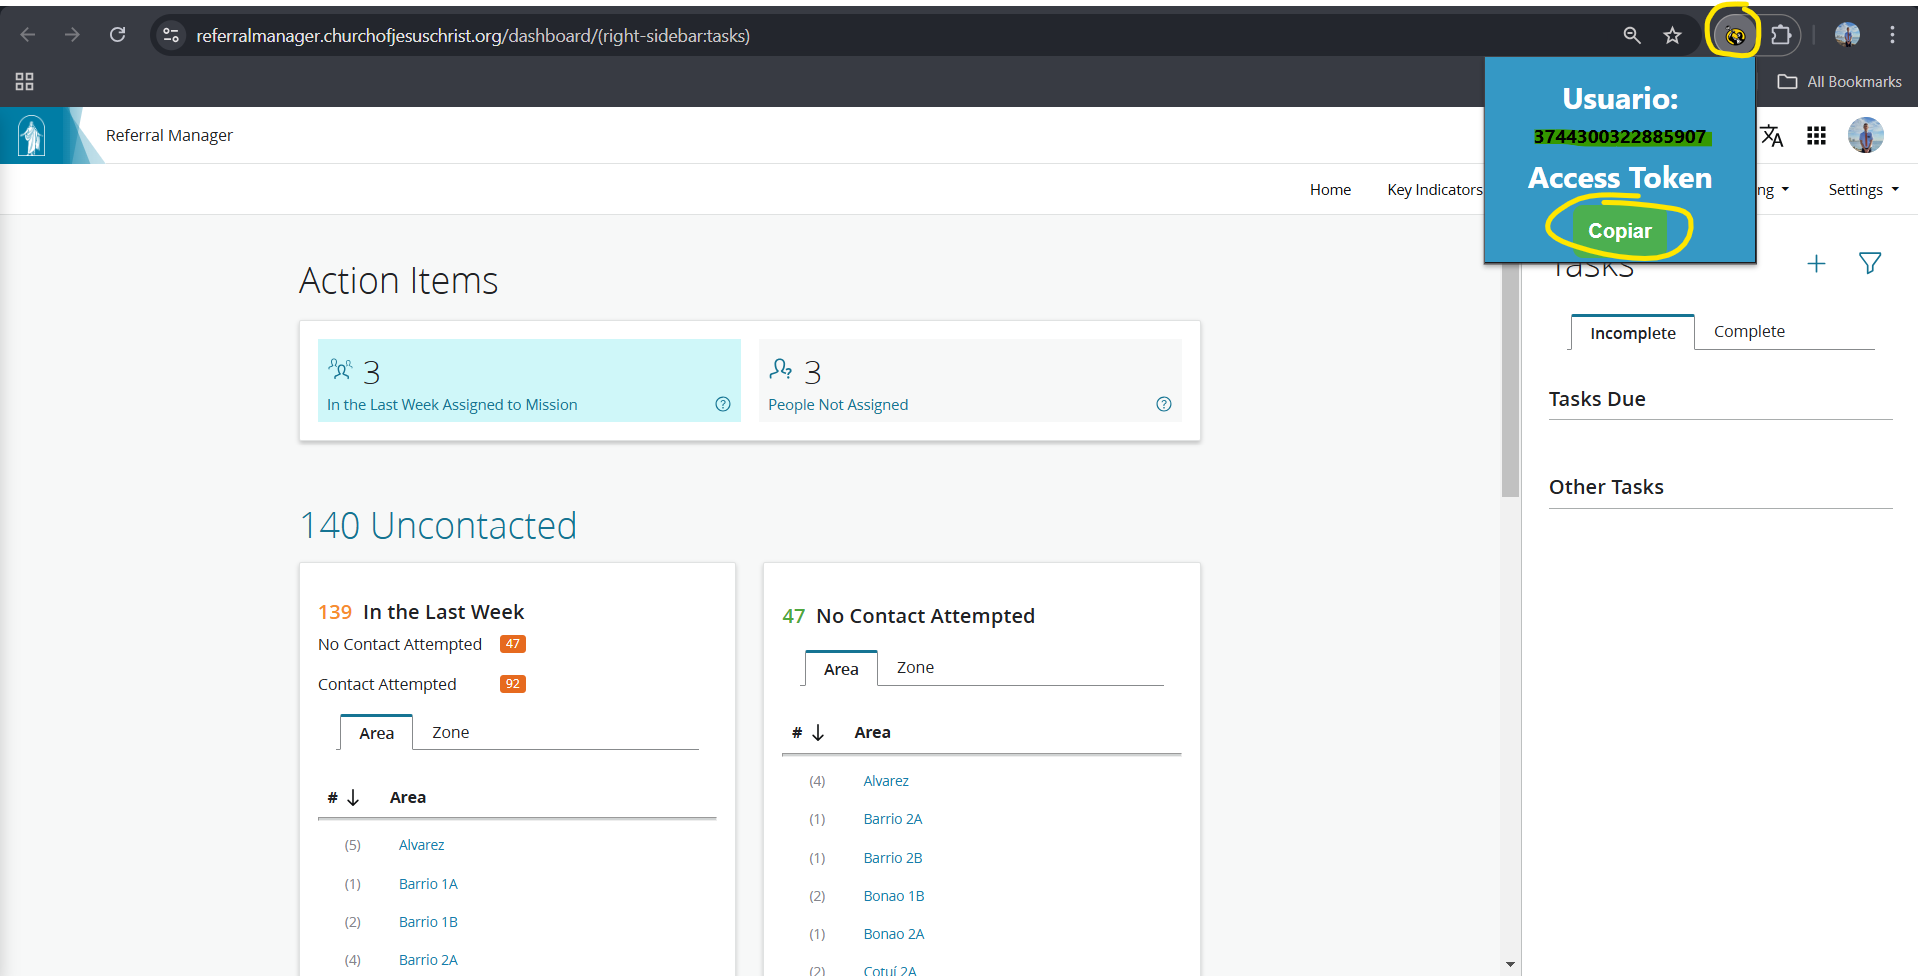 referralmanager.churchofjesuschrist.org/dashboard/(right-sidebar:tasks)
All Bookmarks
Usuario:
3744300322885907
Access Token
Copiar
Referral Manager
Home Key Indicators ng Settings
Action Items
3
In the Last Week Assigned to Mission
3
People Not Assigned
140 Uncontacted
139 In the Last Week
No Contact Attempted 47
Contact Attempted 92
Area Zone
# Area
(5) Alvarez
(1) Barrio 1A
(2) Barrio 1B
(4) Barrio 2A
47 No Contact Attempted
Area Zone
# Area
(4) Alvarez
(1) Barrio 2A
(1) Barrio 2B
(2) Bonao 1B
(1) Bonao 2A
(2) Cotuí 2A
Tasks
Incomplete Complete
Tasks Due
Other Tasks